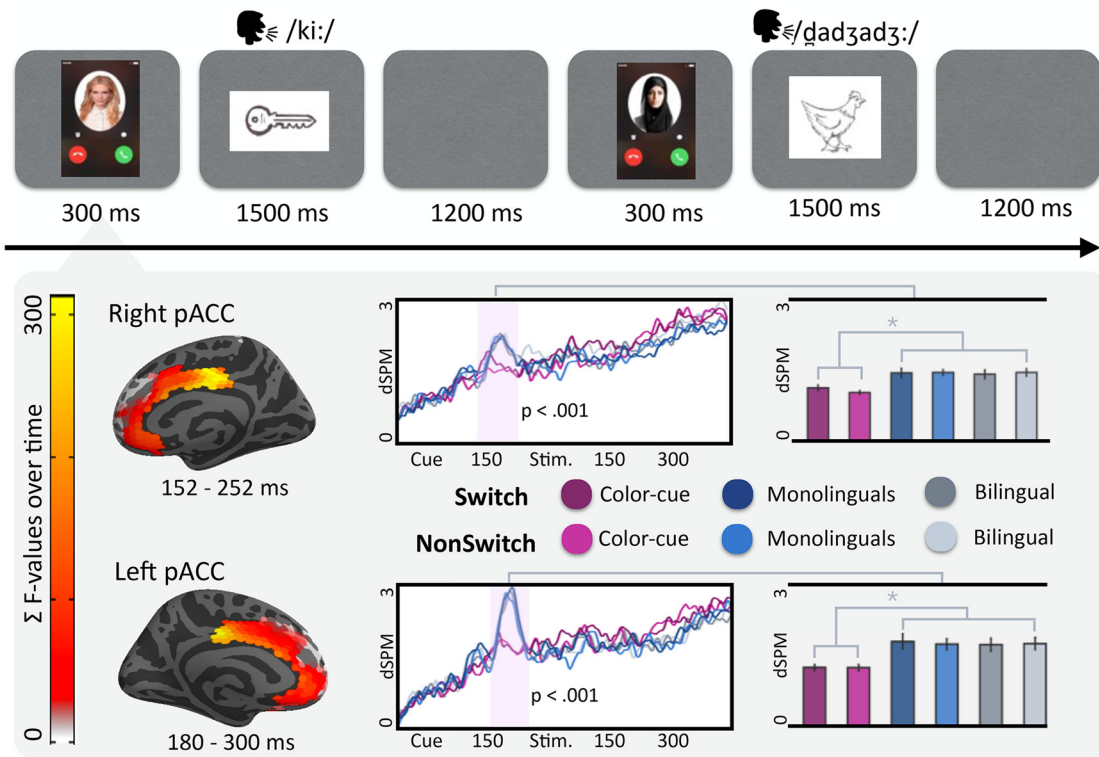 /ki:/
/d̪adʒadʒ:/
300 ms
1500 ms
1200 ms
300 ms
1500 ms
1200 ms
300
Σ F-values over time
0
Right pACC
152 - 252 ms
3
dSPM
0
p < .001
Cue 150 Stim. 150 300
3
dSPM
0
*
Switch Color-cue Monolinguals Bilingual
NonSwitch Color-cue Monolinguals Bilingual
Left pACC
180 - 300 ms
3
dSPM
0
p < .001
Cue 150 Stim. 150 300
3
dSPM
0
*